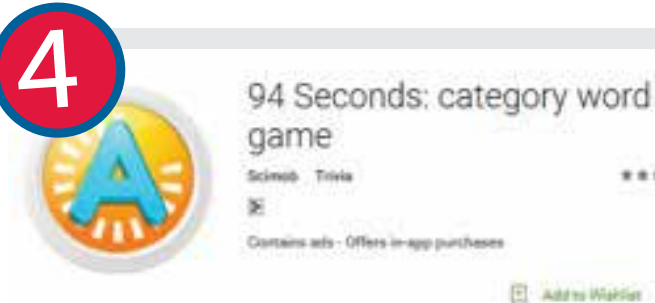 4
A
94 Seconds: category word
game
Scimob Trivia
Contains ads · Offers in-app purchases
Add to Wishlist